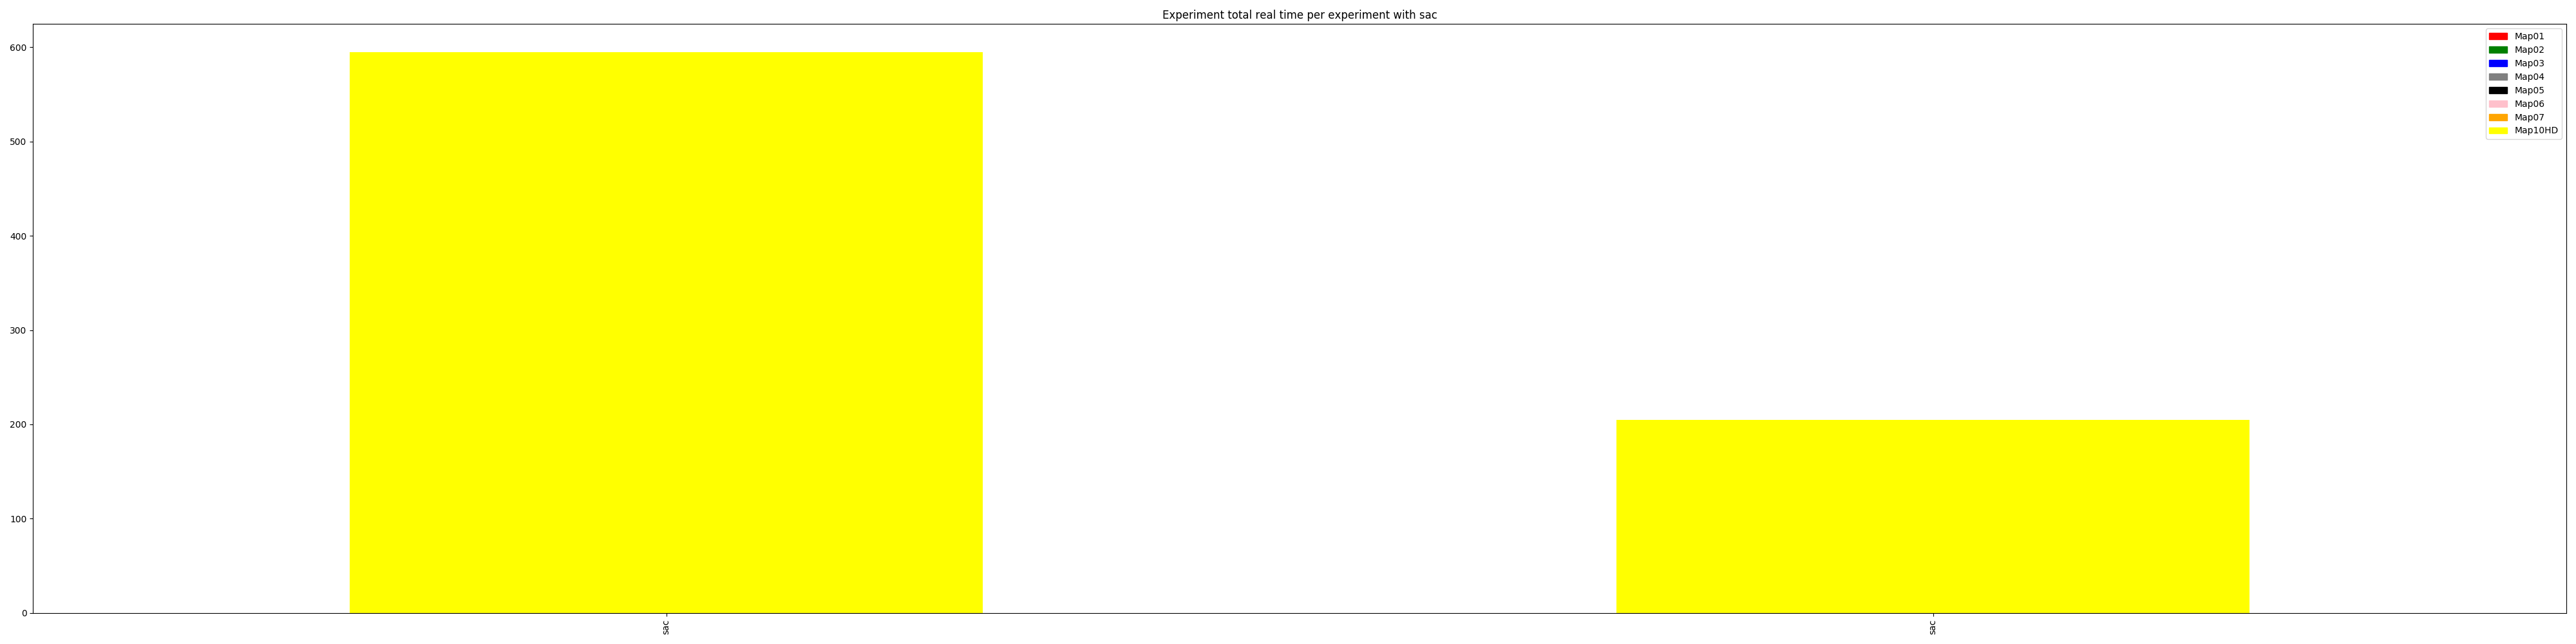 Experiment total real time per experiment with sac
600
500
400
300
200
100
0
Map01
Map02
Map03
Map04
Map05
Map06
Map07
Map10HD
sac
sac